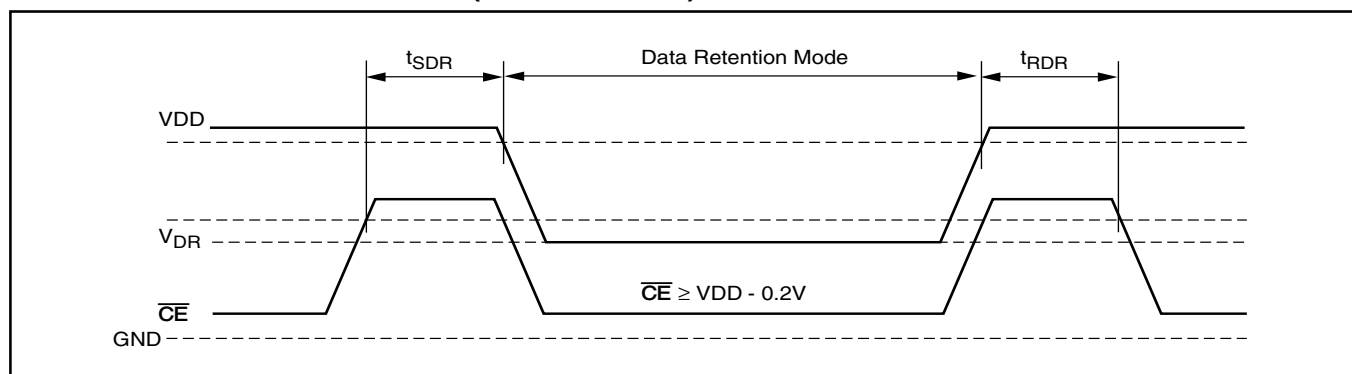 tSDR
Data Retention Mode
tRDR
VDD
VDR
CE ≥ VDD - 0.2V
CE
GND